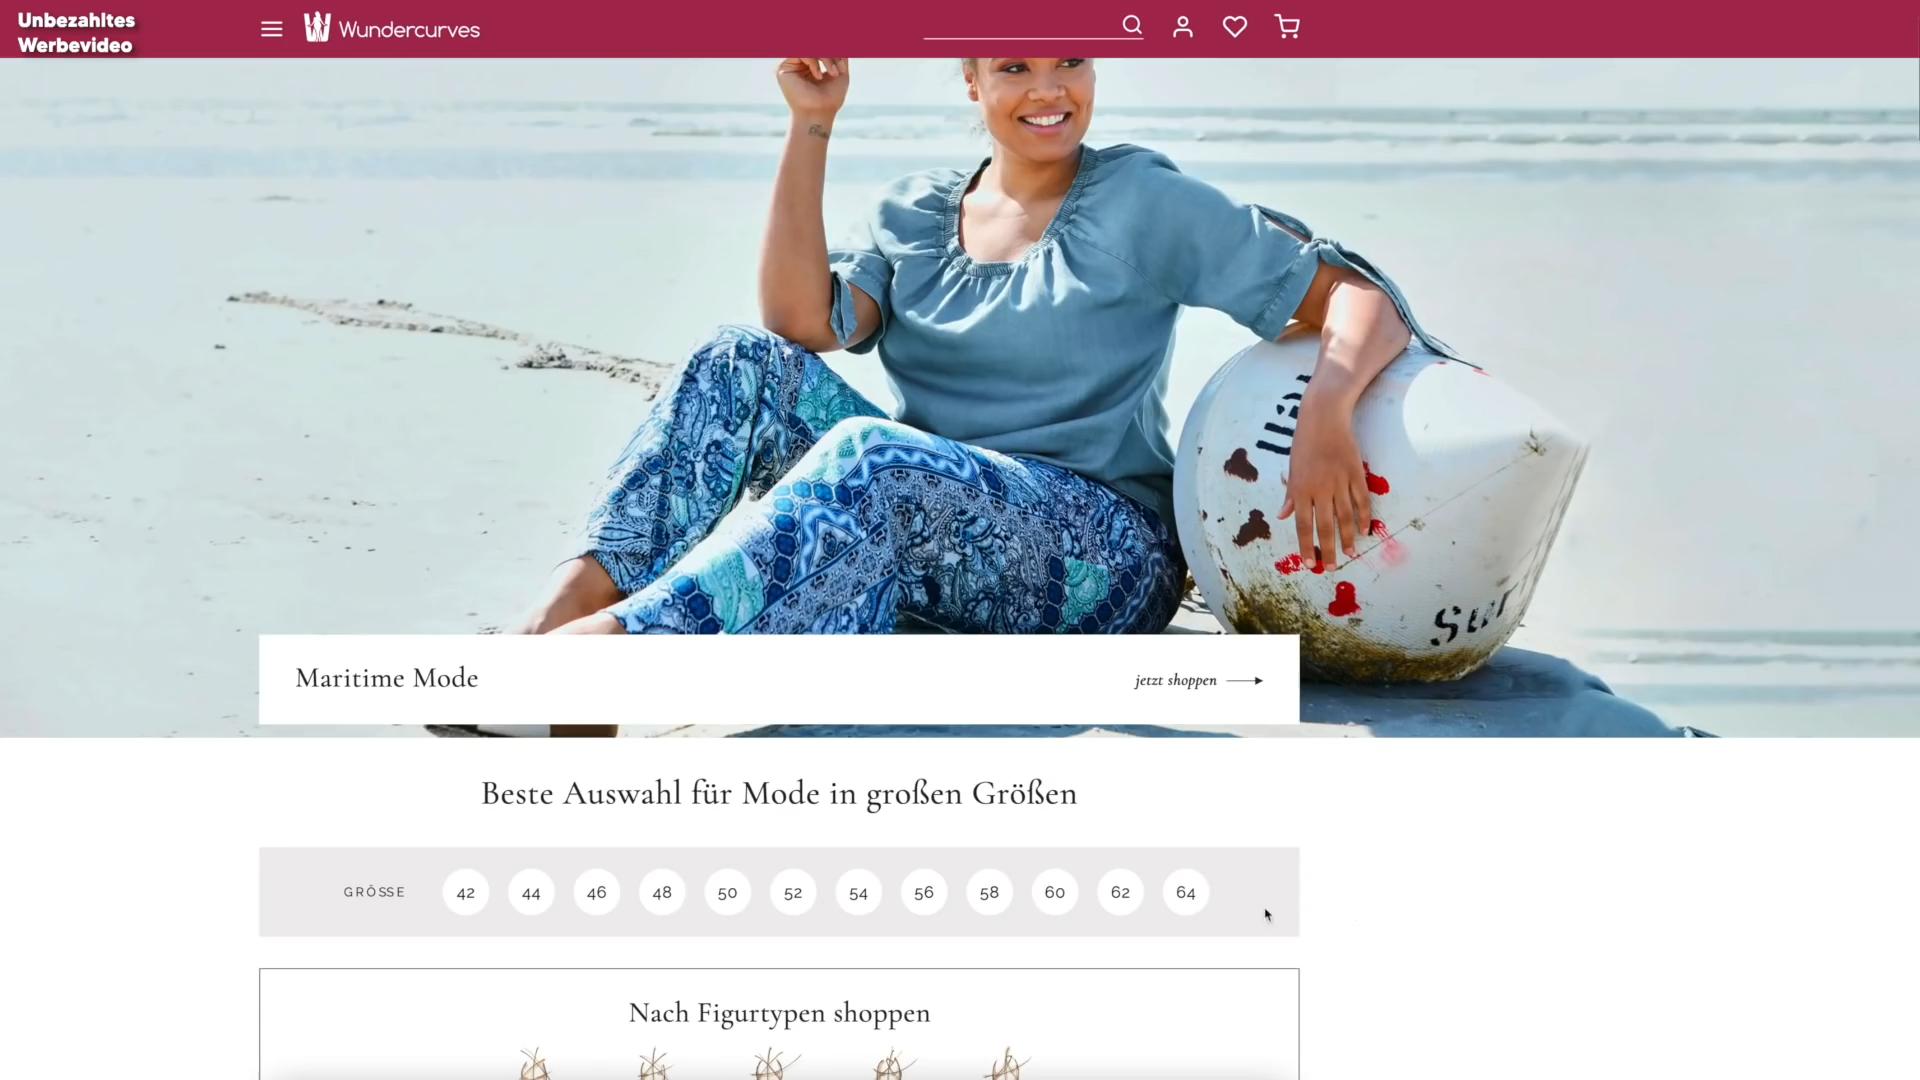 Unbezahltes
Werbevideo
Wundercurves
Maritime Mode
jetzt shoppen
Beste Auswahl für Mode in großen Größen
GRÖSSE 42 44 46 48 50 52 54 56 58 60 62 64
Nach Figurtypen shoppen